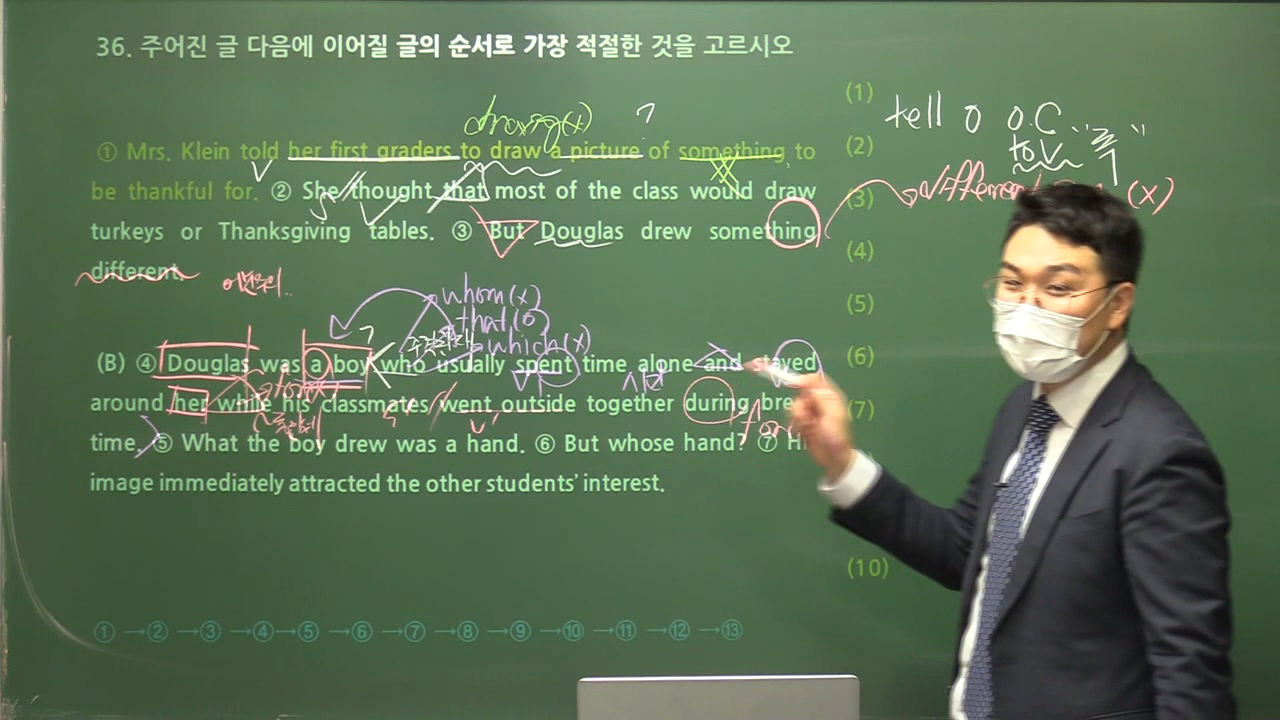 36. 주어진 글 다음에 이어질 글의 순서로 가장 적절한 것을 고르시오
drawing(x) ?
tell O O.C
to V
① Mrs. Klein told her first graders to draw a picture of something to
be thankful for. ② She thought that most of the class would draw
turkeys or Thanksgiving tables. ③ But Douglas drew something
different.
(x)
whom(x)
that(o)
which(x)
(B) ④ Douglas was a boy who usually spent time alone and stayed
around her while his classmates went outside together during
time. ⑤ What the boy drew was a hand. ⑥ But whose hand? ⑦
image immediately attracted the other students' interest.
(1)
(2)
(3)
(4)
(5)
(6)
(7)
(10)
① →② →③ →④→⑤ →⑥ →⑦ →⑧ →⑨ →⑩ →⑪ →⑫ →⑬